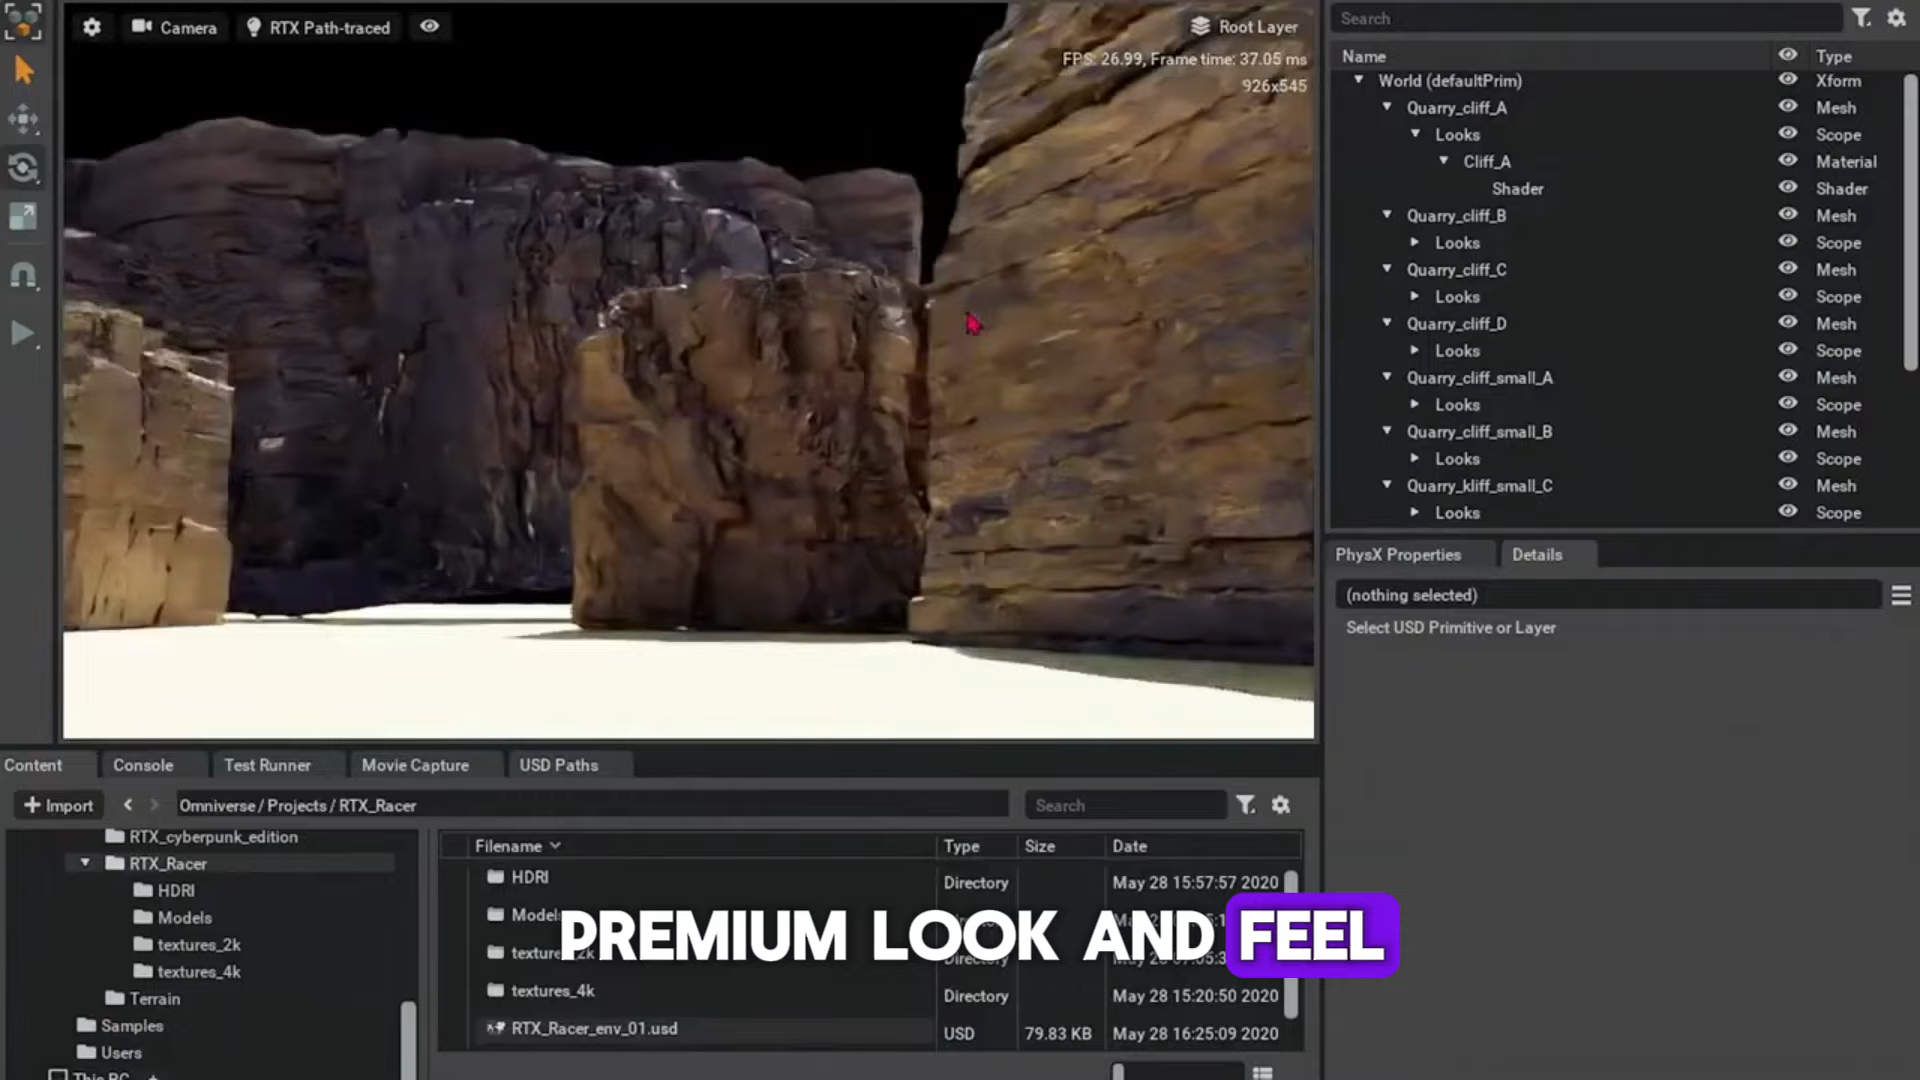 Camera
RTX Path-traced
Root Layer
FPS: 26.99, Frame time: 37.05 ms
926x545
Search
Name Type
World (defaultPrim) Xform
Quarry_cliff_A Mesh
Looks Scope
Cliff_A Material
Shader Shader
Quarry_cliff_B Mesh
Looks Scope
Quarry_cliff_C Mesh
Looks Scope
Quarry_cliff_D Mesh
Looks Scope
Quarry_cliff_small_A Mesh
Looks Scope
Quarry_cliff_small_B Mesh
Looks Scope
Quarry_kliff_small_C Mesh
Looks Scope
PhysX Properties Details
(nothing selected)
Select USD Primitive or Layer
Content Console Test Runner Movie Capture USD Paths
+ Import Omniverse / Projects / RTX_Racer Search
RTX_cyberpunk_edition
RTX_Racer
HDRI
Models
textures_2k
textures_4k
Terrain
Samples
Users
This PC
Filename Type Size Date
HDRI Directory May 28 15:57:57 2020
Models
textures_2k
textures_4k Directory May 28 15:20:50 2020
RTX_Racer_env_01.usd USD 79.83 KB May 28 16:25:09 2020
PREMIUM LOOK AND FEEL